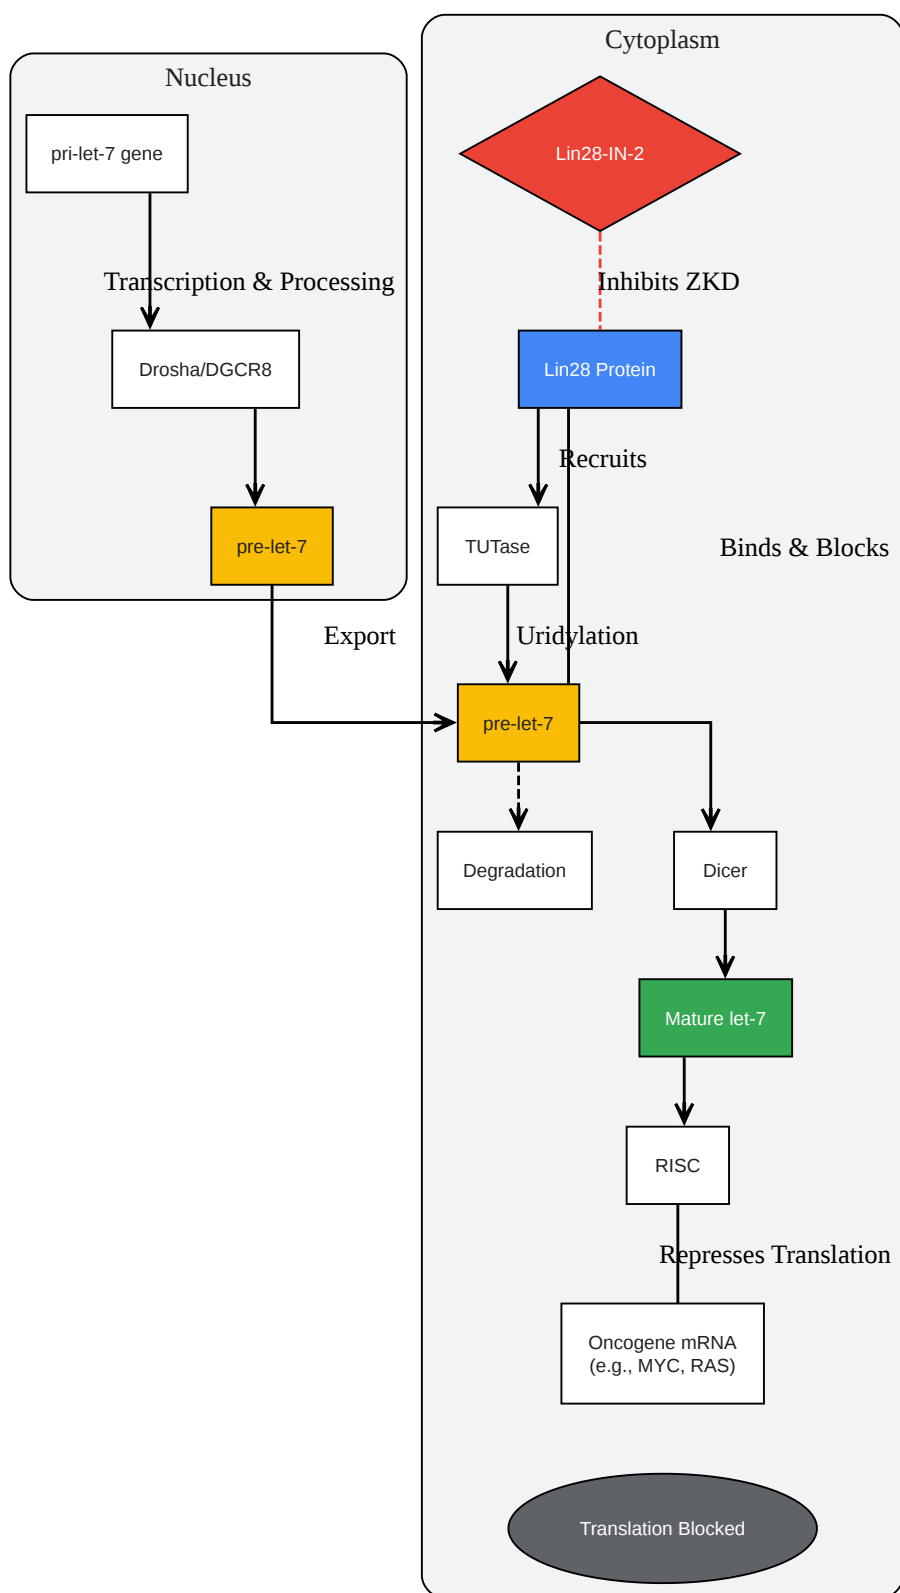 Nucleus
pri-let-7 gene
Transcription & Processing
Drosha/DGCR8
pre-let-7
Export
Cytoplasm
Lin28-IN-2
Inhibits ZKD
Lin28 Protein
Recruits
TUTase
Binds & Blocks
Uridylation
pre-let-7
Degradation
Dicer
Mature let-7
RISC
Represses Translation
Oncogene mRNA
(e.g., MYC, RAS)
Translation Blocked